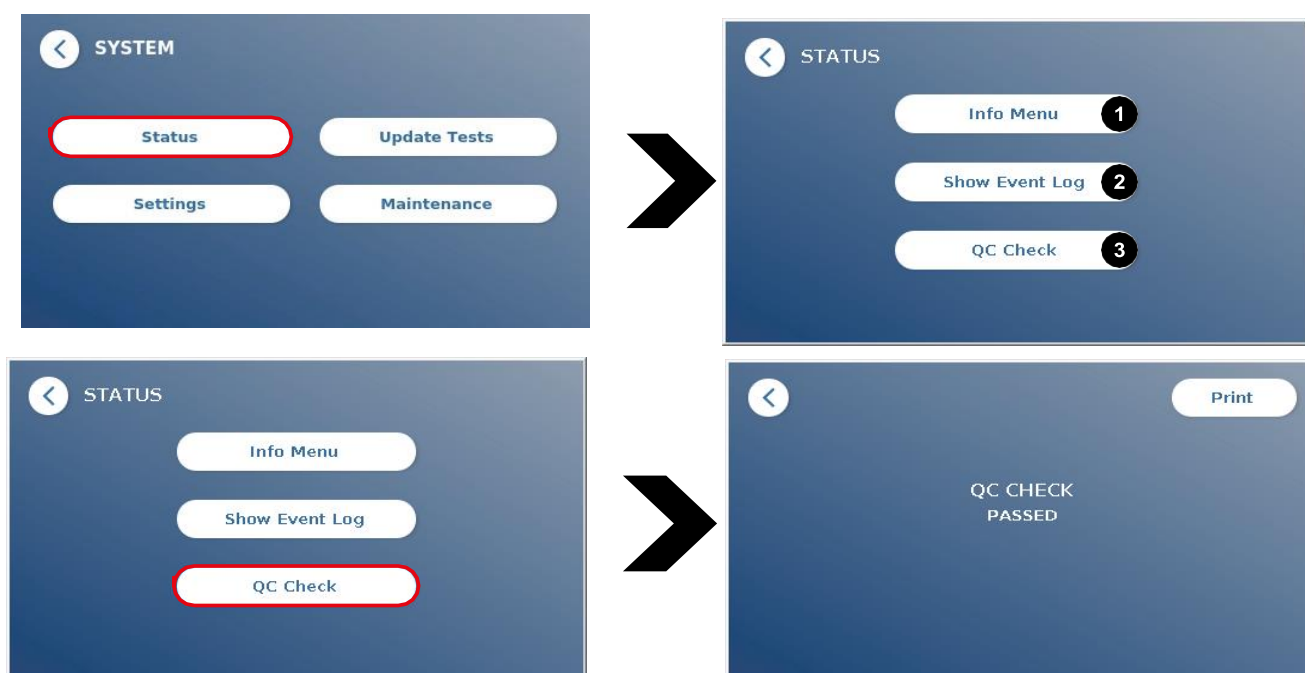 SYSTEM
Status
Update Tests
Settings
Maintenance
STATUS
Info Menu 1
Show Event Log 2
QC Check 3
STATUS
Info Menu
Show Event Log
QC Check
Print
QC CHECK
PASSED